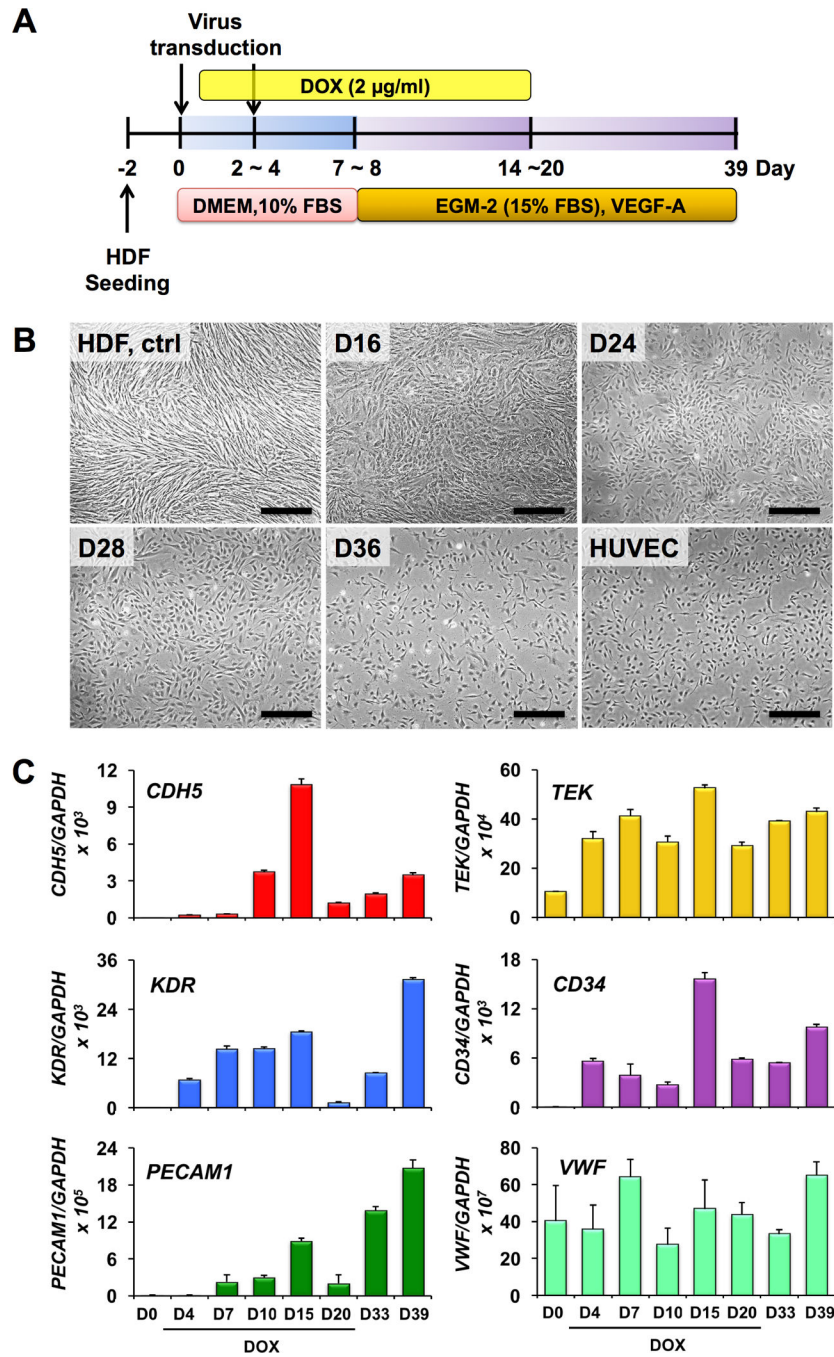 A
Virus
transduction
DOX (2 µg/ml)
-2 0 2 ~ 4 7 ~ 8 14 ~20 39 Day
DMEM,10% FBS EGM-2 (15% FBS), VEGF-A
HDF
Seeding
B
HDF, ctrl D16 D24
D28 D36 HUVEC
C
CDH5/GAPDH
x 10³
12
9
6
3
0
CDH5
TEK/GAPDH
x 10⁴
60
40
20
0
TEK
KDR/GAPDH
x 10³
36
24
12
0
KDR
CD34/GAPDH
x 10³
18
12
6
0
CD34
PECAM1/GAPDH
x 10⁵
24
18
12
6
0
PECAM1
D0 D4 D7 D10 D15 D20 D33 D39
DOX
VWF/GAPDH
x 10⁷
80
60
40
20
0
VWF
D0 D4 D7 D10 D15 D20 D33 D39
DOX